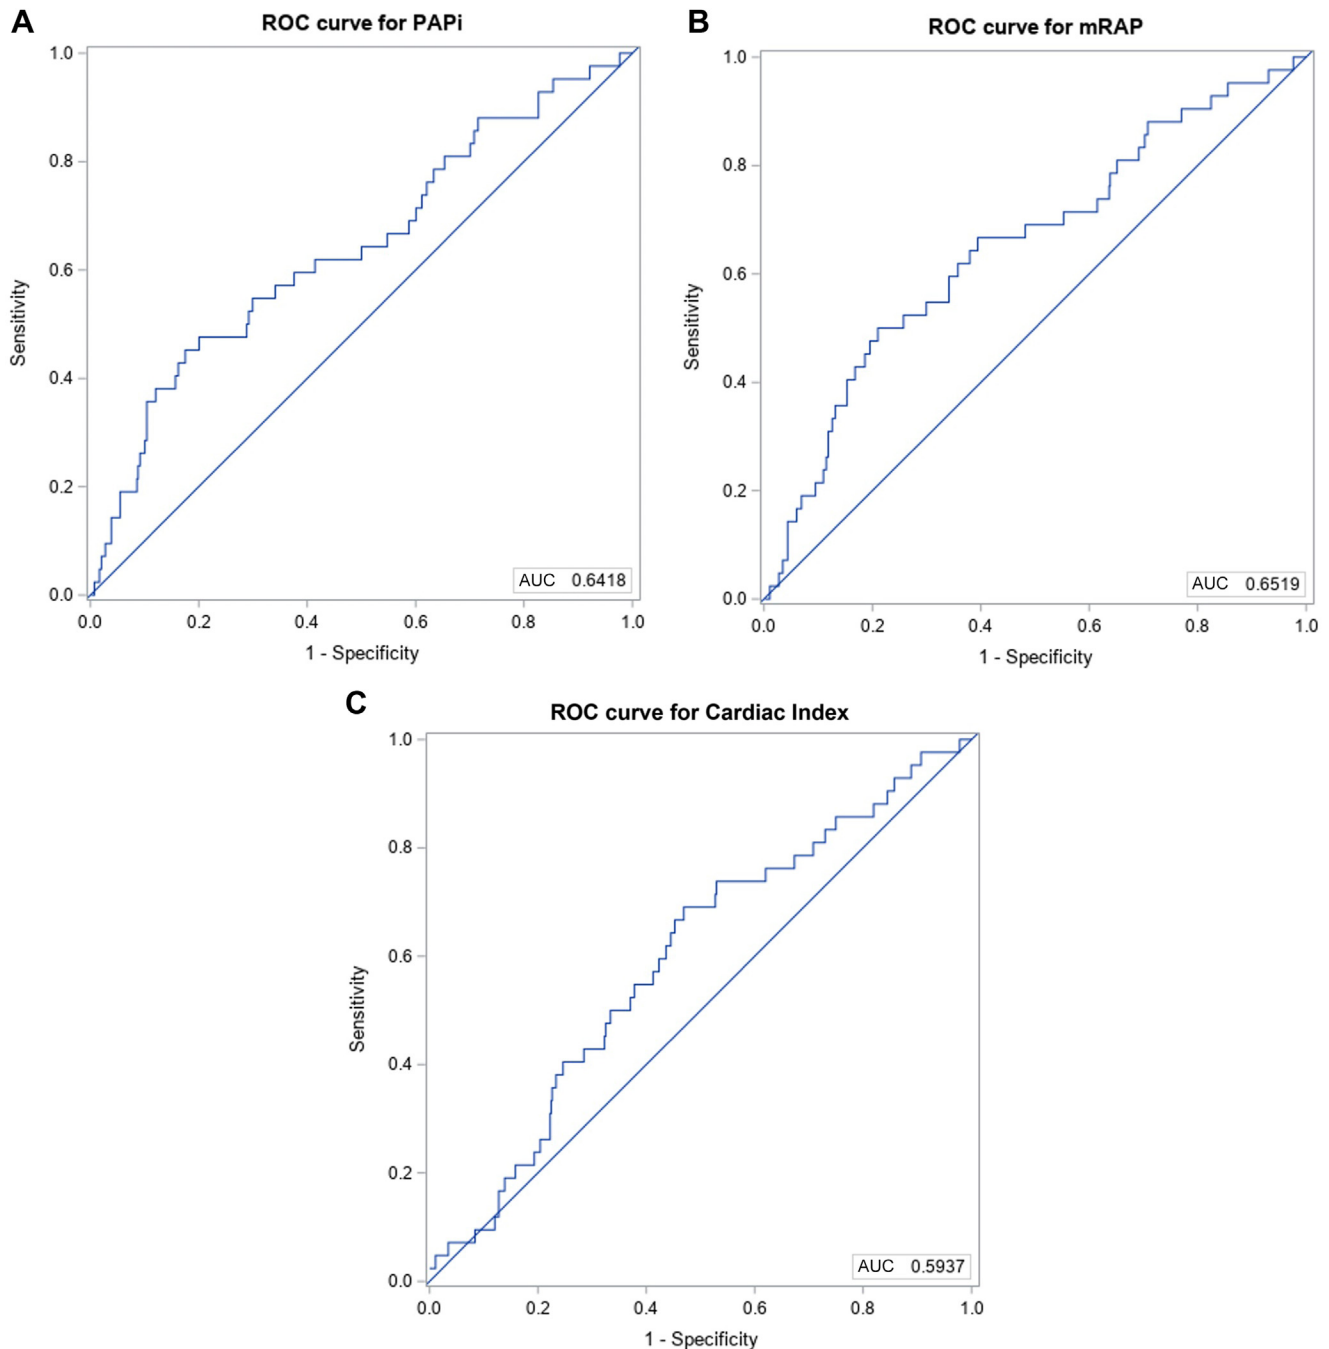 A
ROC curve for PAPi
1.0
0.8
0.6
0.4
0.2
0.0
Sensitivity
AUC 0.6418
0.0 0.2 0.4 0.6 0.8 1.0
1 - Specificity
B
ROC curve for mRAP
1.0
0.8
0.6
0.4
0.2
0.0
Sensitivity
AUC 0.6519
0.0 0.2 0.4 0.6 0.8 1.0
1 - Specificity
C
ROC curve for Cardiac Index
1.0
0.8
0.6
0.4
0.2
0.0
Sensitivity
AUC 0.5937
0.0 0.2 0.4 0.6 0.8 1.0
1 - Specificity